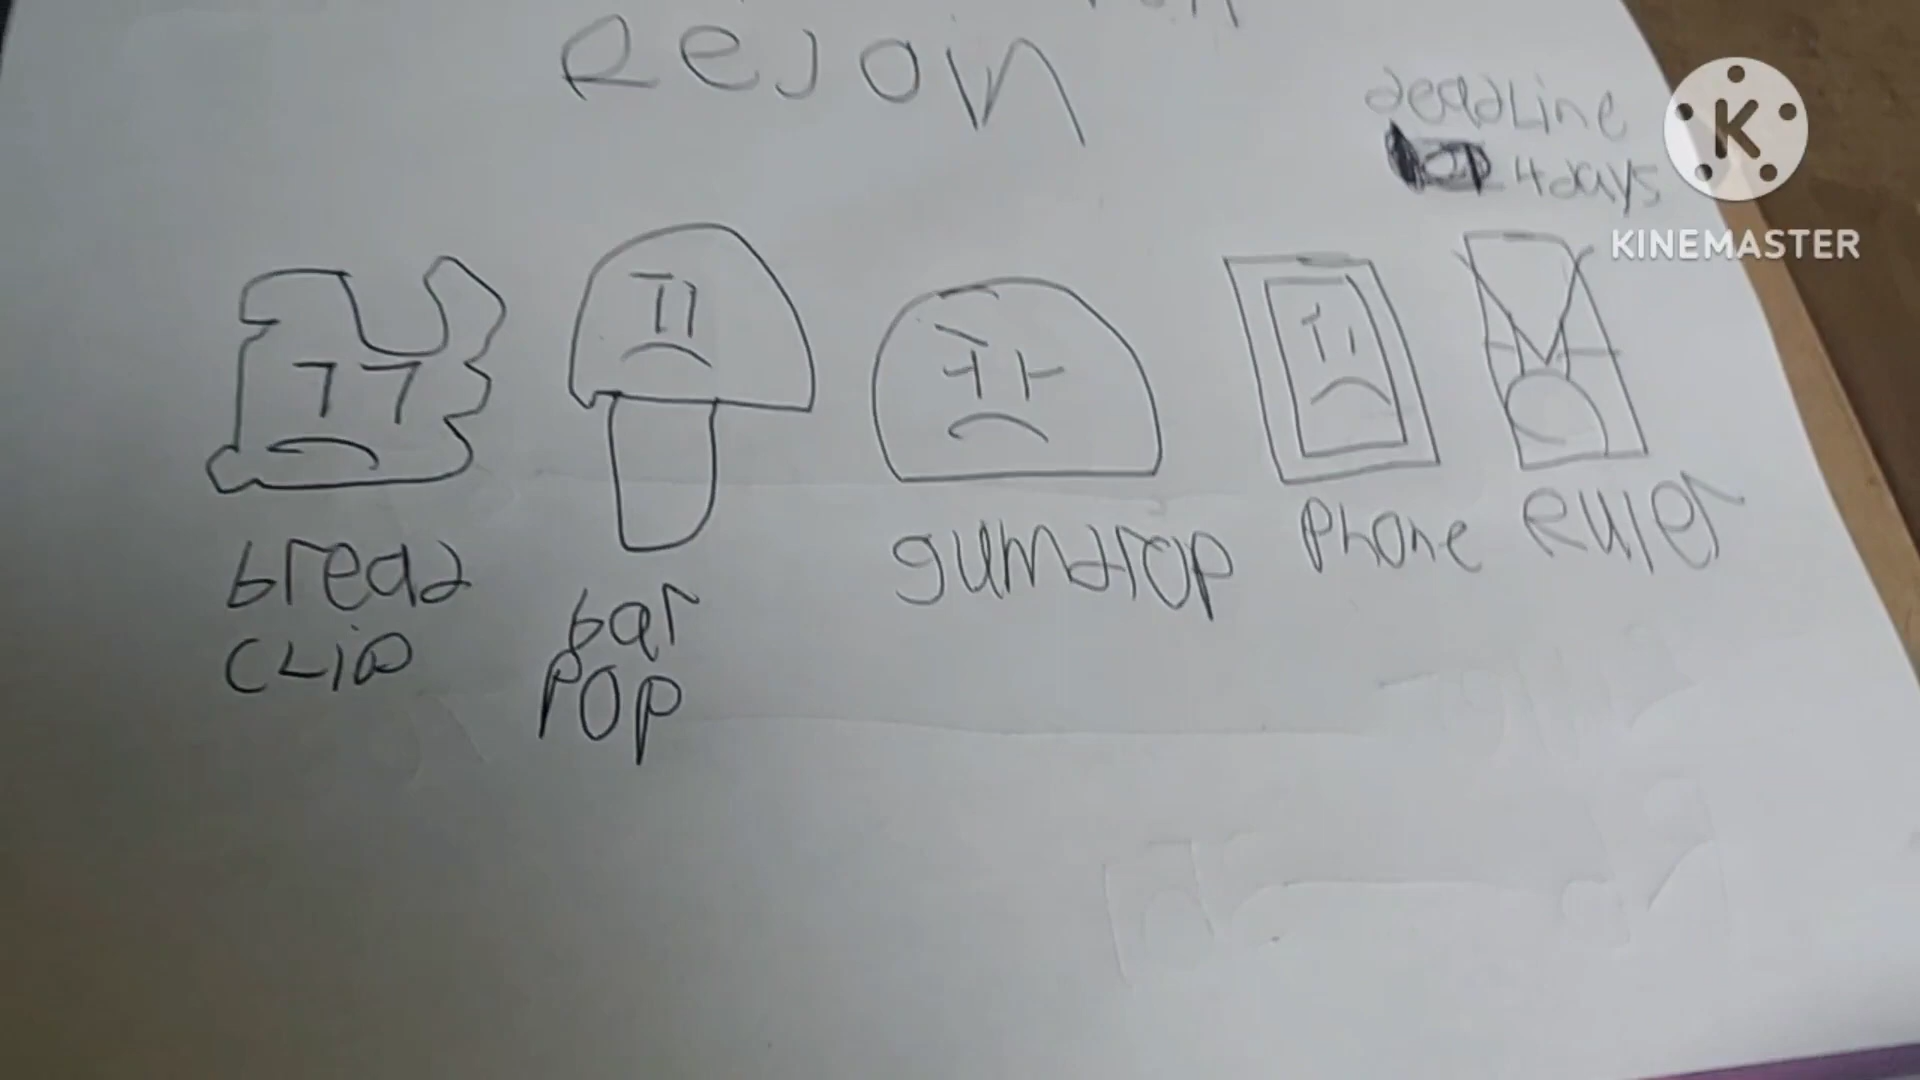 Rejoin
deadline
4days
K
KINEMASTER
bread
CLip
bar
POP
gumdrop
Phone
Ruler